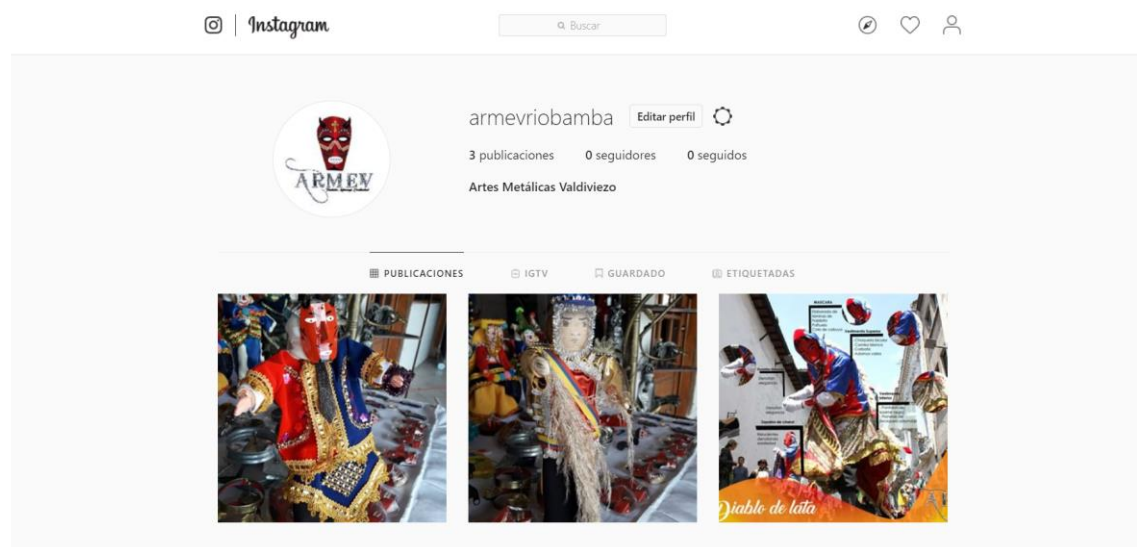 Instagram
Buscar
armevriobamba Editar perfil
3 publicaciones 0 seguidores 0 seguidos
Artes Metálicas Valdiviezo
ARMEV
PUBLICACIONES IGTV GUARDADO ETIQUETADAS
MASCARA
Diablo de lata